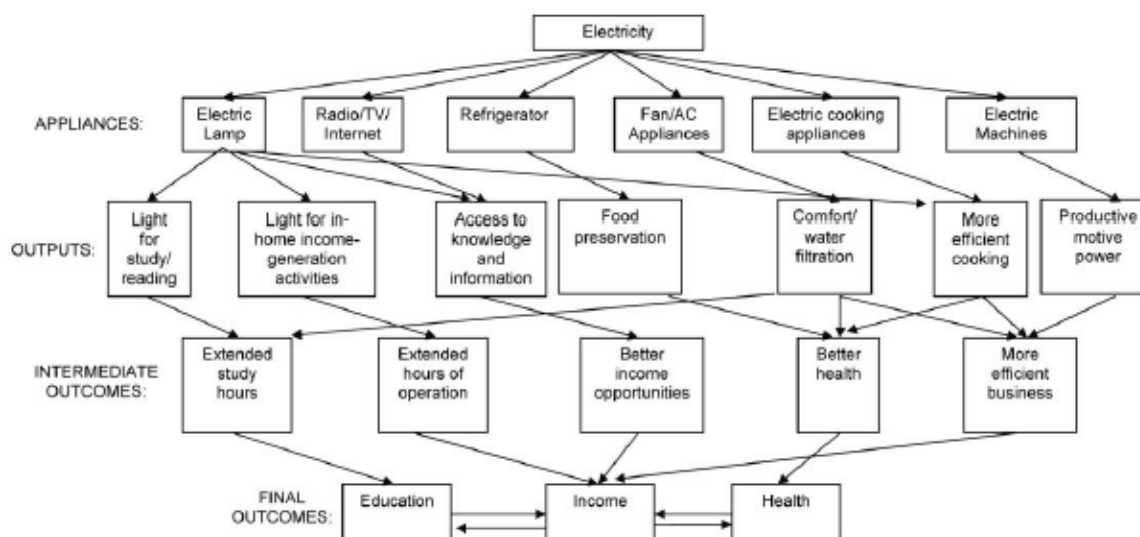 Electricity
APPLIANCES:
Electric
Lamp
Radio/TV/
Internet
Refrigerator
Fan/AC
Appliances
Electric cooking
appliances
Electric
Machines
OUTPUTS:
Light
for
study/
reading
Light for in-
home income-
generation
activities
Access to
knowledge
and
information
Food
preservation
Comfort/
water
filtration
More
efficient
cooking
Productive
motive
power
INTERMEDIATE
OUTCOMES:
Extended
study
hours
Extended
hours of
operation
Better
income
opportunities
Better
health
More
efficient
business
FINAL
OUTCOMES:
Education
Income
Health